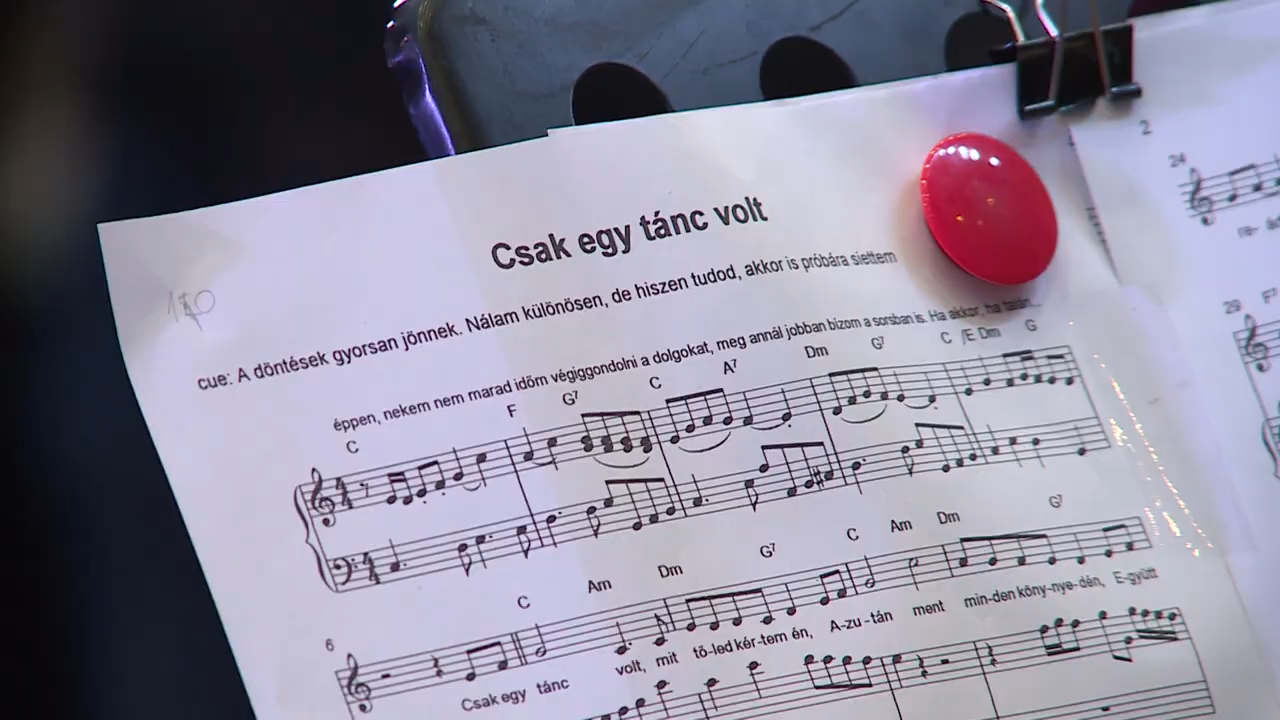 Csak egy tánc volt
cue: A döntések gyorsan jönnek. Nálam különösen, de hiszen tudod, akkor is próbára siettem
éppen, nekem nem marad időm végiggondolni a dolgokat, meg annál jobban bízom a sorsban is. Ha akkor, ha talán...
C F G7 C A7 Dm G7 C /E Dm G
6
C Am Dm G7 C Am Dm G7
Csak egy tánc volt, mit tő-led kér-tem én, A-zu-tán ment min-den köny-nye-dén, E-gyütt
2
24
29
F7